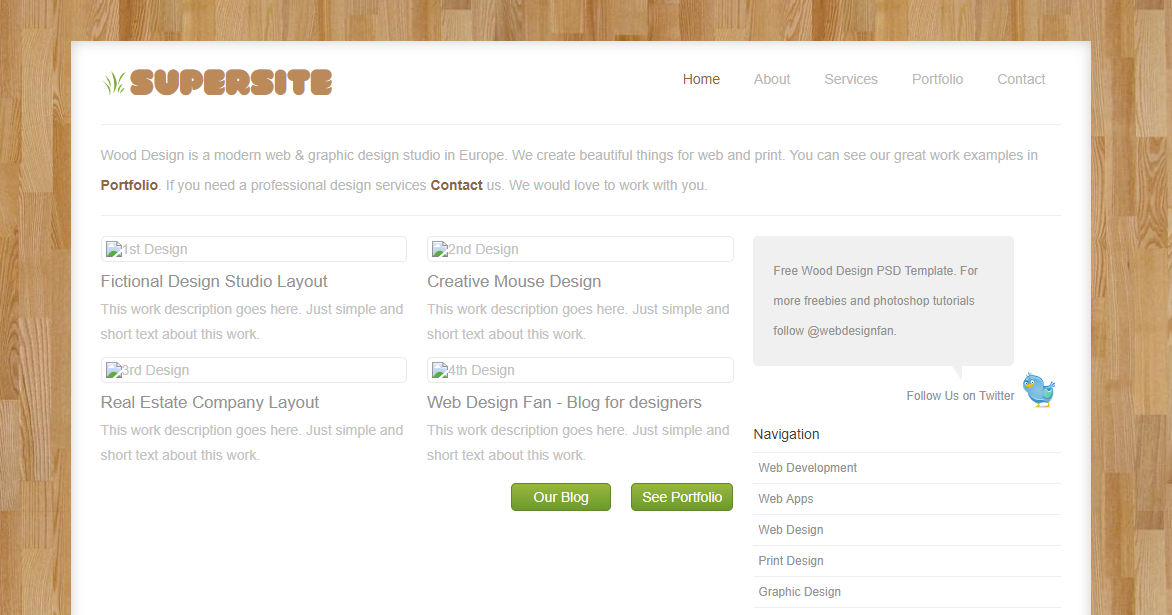 SUPERSITE
Home About Services Portfolio Contact
Wood Design is a modern web & graphic design studio in Europe. We create beautiful things for web and print. You can see our great work examples in
Portfolio. If you need a professional design services Contact us. We would love to work with you.
1st Design
Fictional Design Studio Layout
This work description goes here. Just simple and
short text about this work.
2nd Design
Creative Mouse Design
This work description goes here. Just simple and
short text about this work.
3rd Design
Real Estate Company Layout
This work description goes here. Just simple and
short text about this work.
4th Design
Web Design Fan - Blog for designers
This work description goes here. Just simple and
short text about this work.
Our Blog
See Portfolio
Free Wood Design PSD Template. For
more freebies and photoshop tutorials
follow @webdesignfan.
Follow Us on Twitter
Navigation
Web Development
Web Apps
Web Design
Print Design
Graphic Design